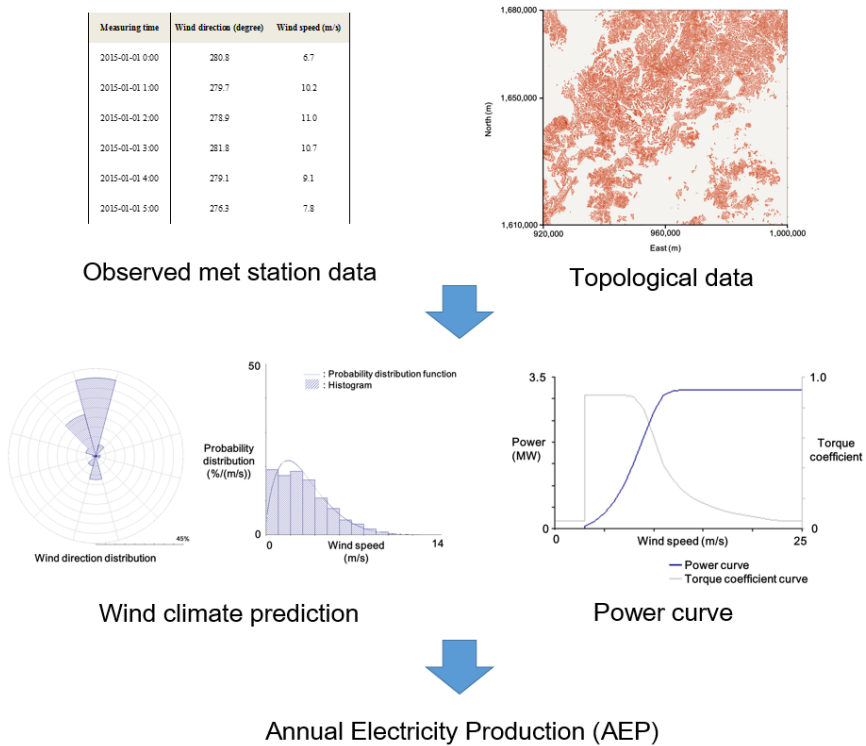 Measuring time Wind direction (degree) Wind speed (m/s)
2015-01-01 0:00 280.8 6.7
2015-01-01 1:00 279.7 10.2
2015-01-01 2:00 278.9 11.0
2015-01-01 3:00 281.8 10.7
2015-01-01 4:00 279.1 9.1
2015-01-01 5:00 276.3 7.8
1,680,000
1,650,000
North (m)
1,610,000
920,000 960,000 1,000,000
East (m)
Observed met station data
Topological data
45%
Wind direction distribution
50
: Probability distribution function
: Histogram
Probability
distribution
(%/(m/s))
0
0 Wind speed 14
(m/s)
3.5 1.0
Power
(MW)
Torque
coefficient
0 0
0 Wind speed (m/s) 25
Power curve
Torque coefficient curve
Wind climate prediction
Power curve
Annual Electricity Production (AEP)